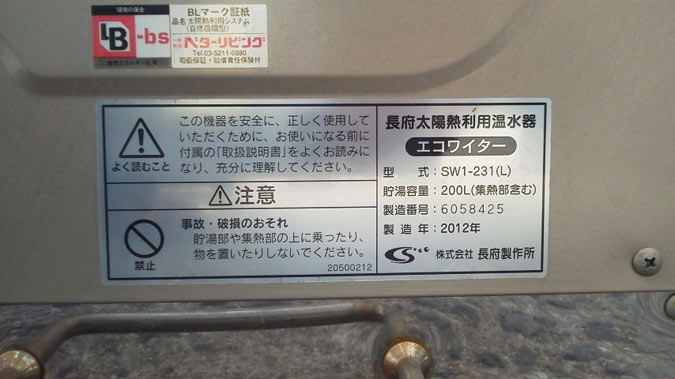 環境の保全
BL-bs
自然エネルギー利用
BLマーク証紙
品名 太陽熱利用システム
(自然循環型)
ベターリビング
Tel.03-5211-0680
瑕疵保証・賠償責任保険付
この機器を安全に、正しく使用して
いただくために、お使いになる前に
付属の「取扱説明書」をよくお読みに
なり、充分に理解してください。
よく読むこと
⚠注意
事故・破損のおそれ
貯湯部や集熱部の上に乗ったり、
物を置いたりしないでください。
禁止
20500212
長府太陽熱利用温水器
エコワイター
型 式:SW1-231(L)
貯湯容量:200L(集熱部含む)
製造番号:6058425
製造年:2012年
株式会社 長府製作所